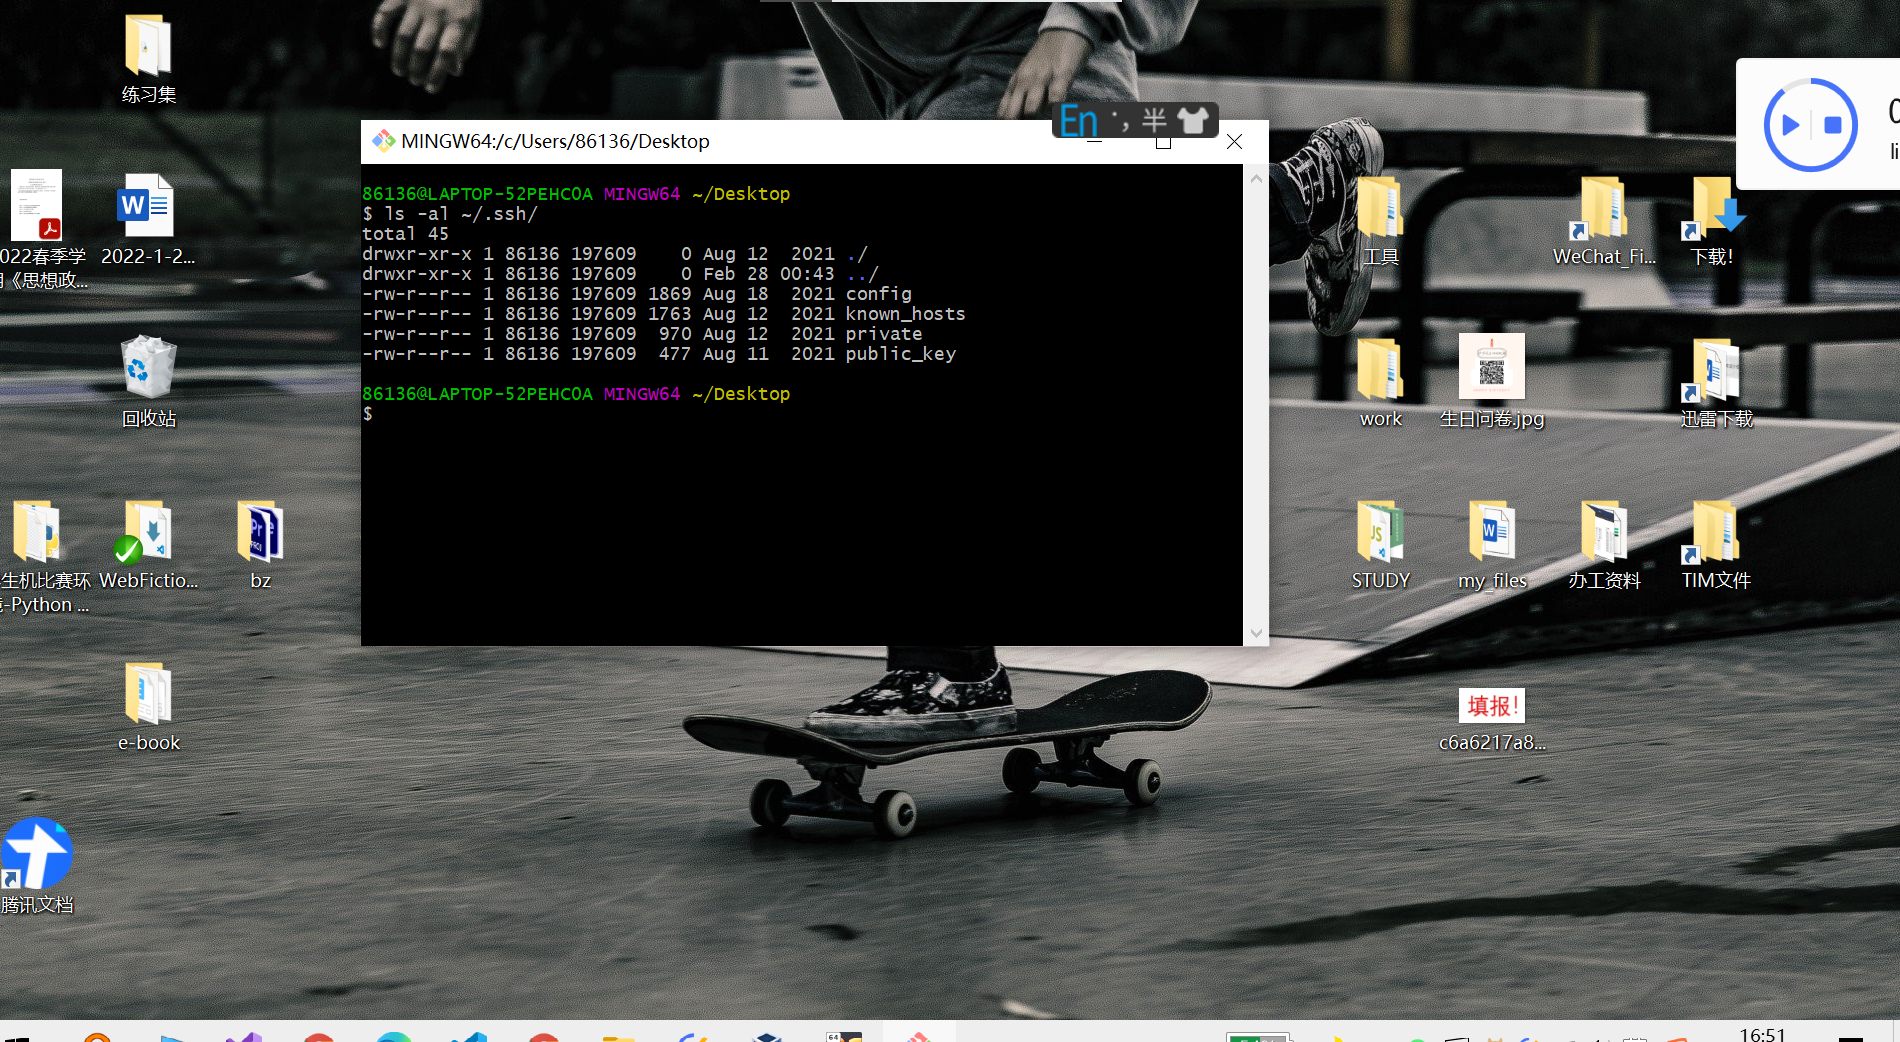 练习集
2022春季学
期《思想政...
2022-1-2...
回收站
生机比赛环
-Python ...
WebFictio...
bz
e-book
腾讯文档
MINGW64:/c/Users/86136/Desktop
En ·, 半
86136@LAPTOP-52PEHCOA MINGW64 ~/Desktop
$ ls -al ~/.ssh/
total 45
drwxr-xr-x 1 86136 197609    0 Aug 12  2021 ./
drwxr-xr-x 1 86136 197609    0 Feb 28 00:43 ../
-rw-r--r-- 1 86136 197609 1869 Aug 18  2021 config
-rw-r--r-- 1 86136 197609 1763 Aug 12  2021 known_hosts
-rw-r--r-- 1 86136 197609  970 Aug 12  2021 private
-rw-r--r-- 1 86136 197609  477 Aug 11  2021 public_key
86136@LAPTOP-52PEHCOA MINGW64 ~/Desktop
$
工具
WeChat_Fi...
下载!
work
生日问卷.jpg
迅雷下载
STUDY
my_files
办工资料
TIM文件
填报!
c6a6217a8...
16:51